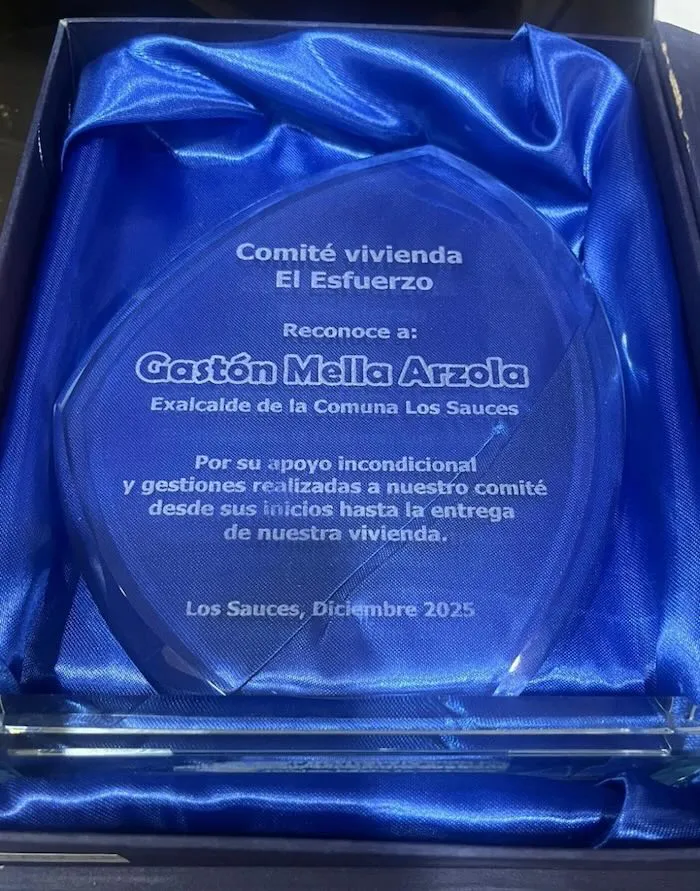 Comité vivienda
El Esfuerzo
Reconoce a:
Gastón Mella Arzola
Exalcalde de la Comuna Los Sauces
Por su apoyo incondicional
y gestiones realizadas a nuestro comité
desde sus inicios hasta la entrega
de nuestra vivienda.
Los Sauces, Diciembre 2025